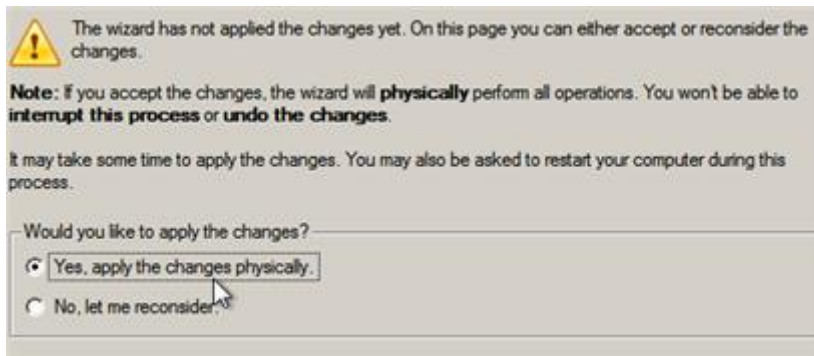 The wizard has not applied the changes yet. On this page you can either accept or reconsider the
changes.
Note: If you accept the changes, the wizard will physically perform all operations. You won't be able to
interrupt this process or undo the changes.
It may take some time to apply the changes. You may also be asked to restart your computer during this
process.
Would you like to apply the changes?
Yes, apply the changes physically.
No, let me reconsider.